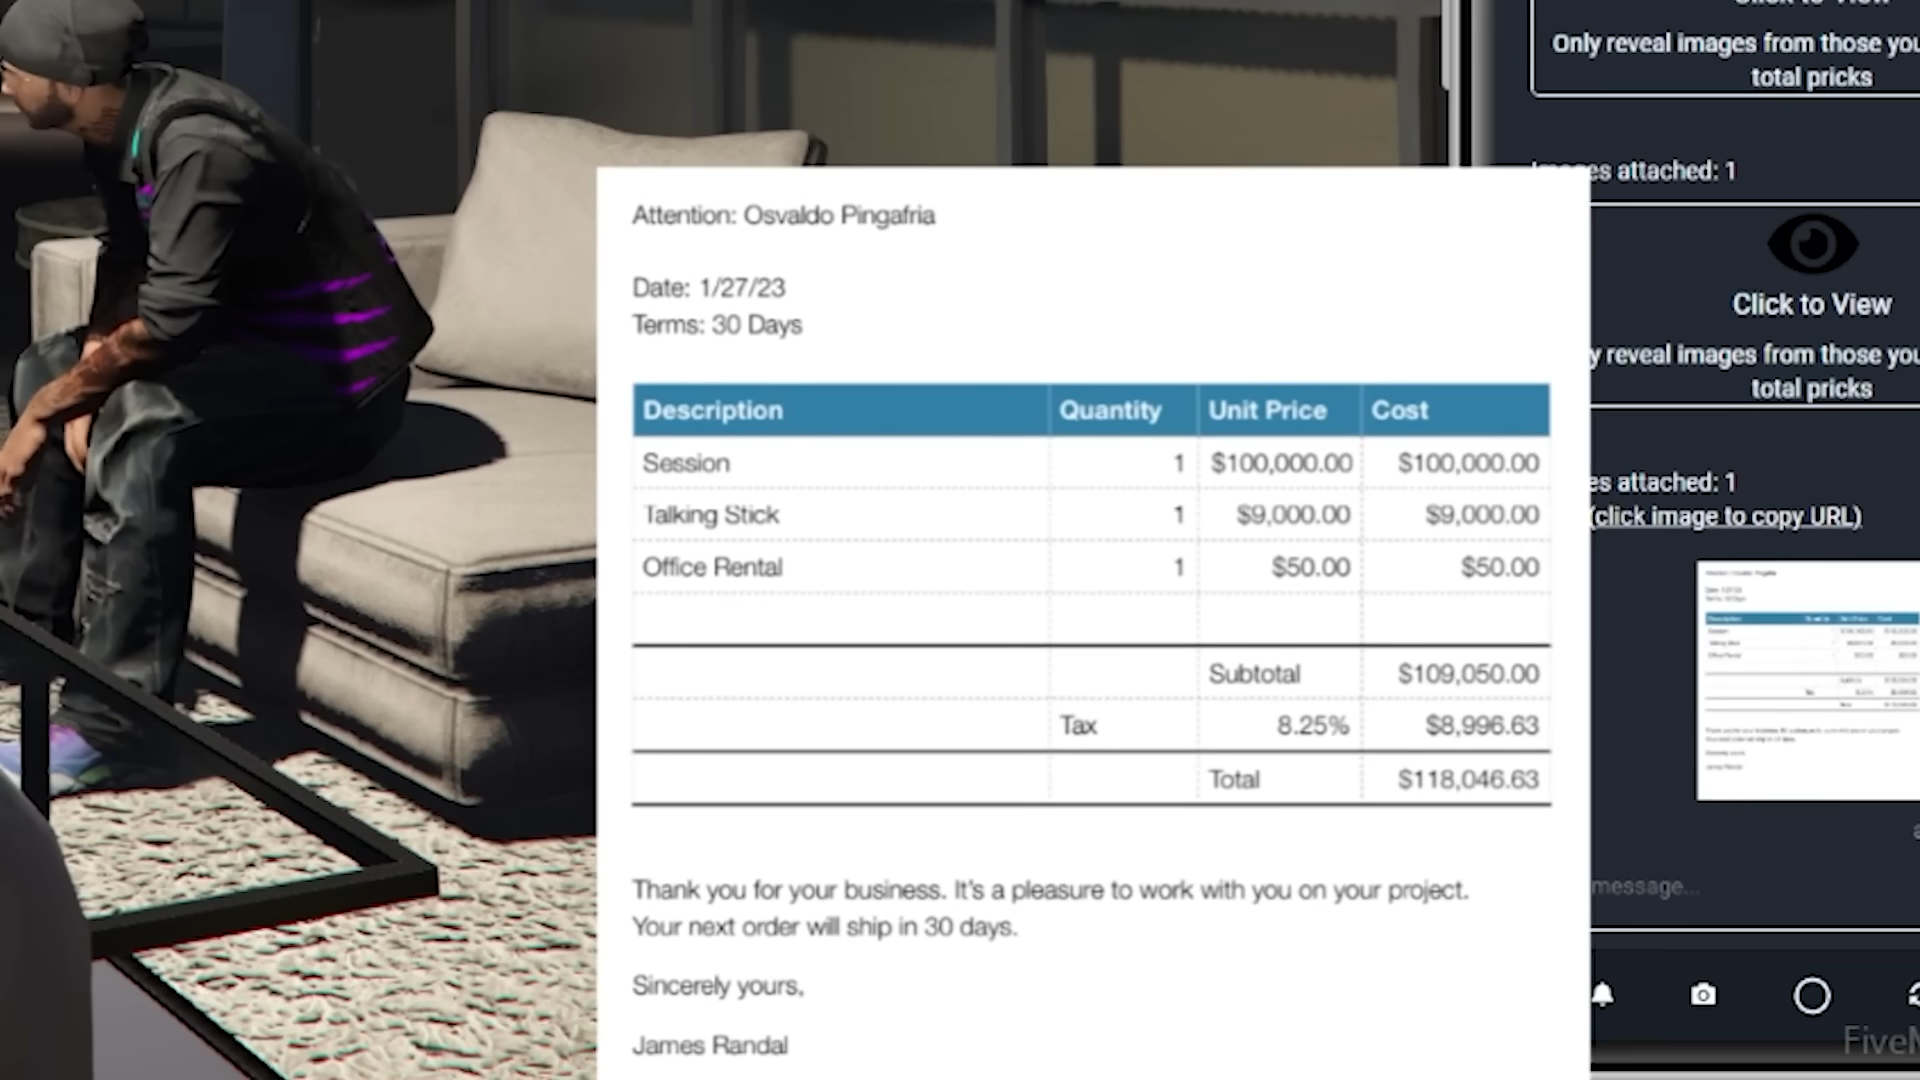 Attention: Osvaldo Pingafria
Date: 1/27/23
Terms: 30 Days
Description Quantity Unit Price Cost
Session 1 $100,000.00 $100,000.00
Talking Stick 1 $9,000.00 $9,000.00
Office Rental 1 $50.00 $50.00
Subtotal $109,050.00
Tax 8.25% $8,996.63
Total $118,046.63
Thank you for your business. It's a pleasure to work with you on your project.
Your next order will ship in 30 days.
Sincerely yours,
James Randal
Click to View
Only reveal images from those you
total pricks
attached: 1
Click to View
reveal images from those you
total pricks
attached: 1
(click image to copy URL)
message...